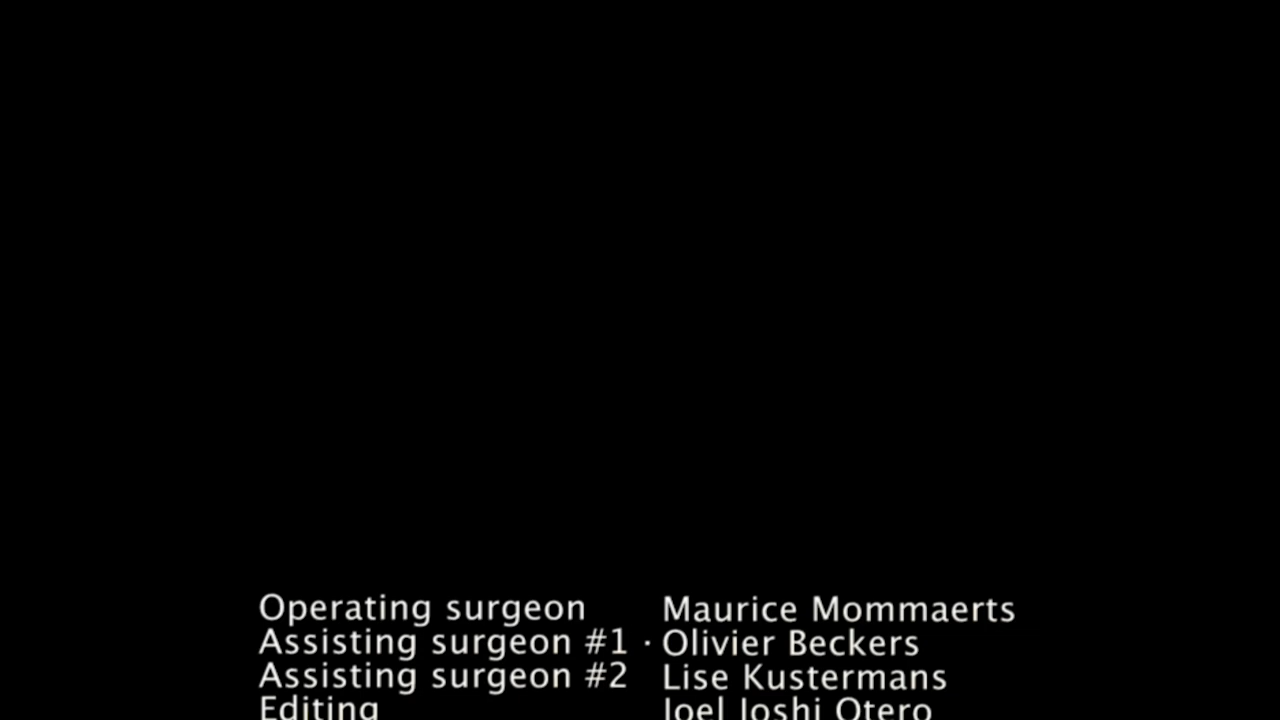 Operating surgeon Maurice Mommaerts
Assisting surgeon #1 · Olivier Beckers
Assisting surgeon #2 Lise Kustermans
Editing Joel Joshi Otero